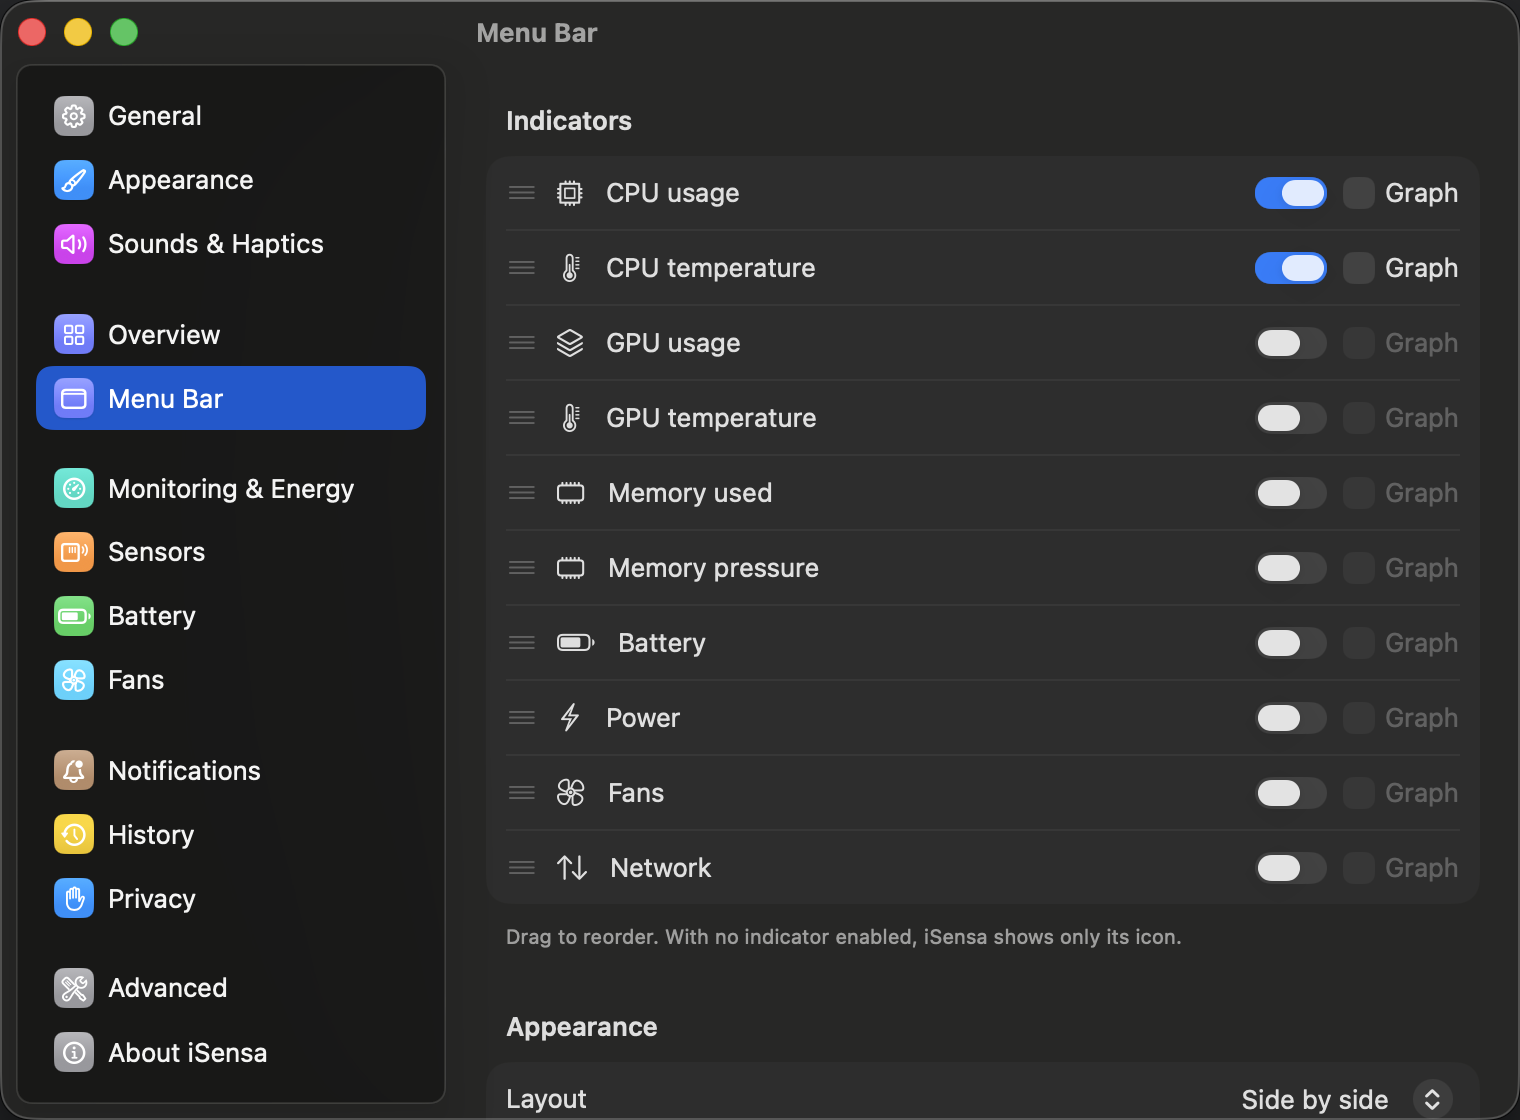 Menu Bar
General
Appearance
Sounds & Haptics
Overview
Menu Bar
Monitoring & Energy
Sensors
Battery
Fans
Notifications
History
Privacy
Advanced
About iSensa
Indicators
CPU usage Graph
CPU temperature Graph
GPU usage Graph
GPU temperature Graph
Memory used Graph
Memory pressure Graph
Battery Graph
Power Graph
Fans Graph
Network Graph
Drag to reorder. With no indicator enabled, iSensa shows only its icon.
Appearance
Layout Side by side